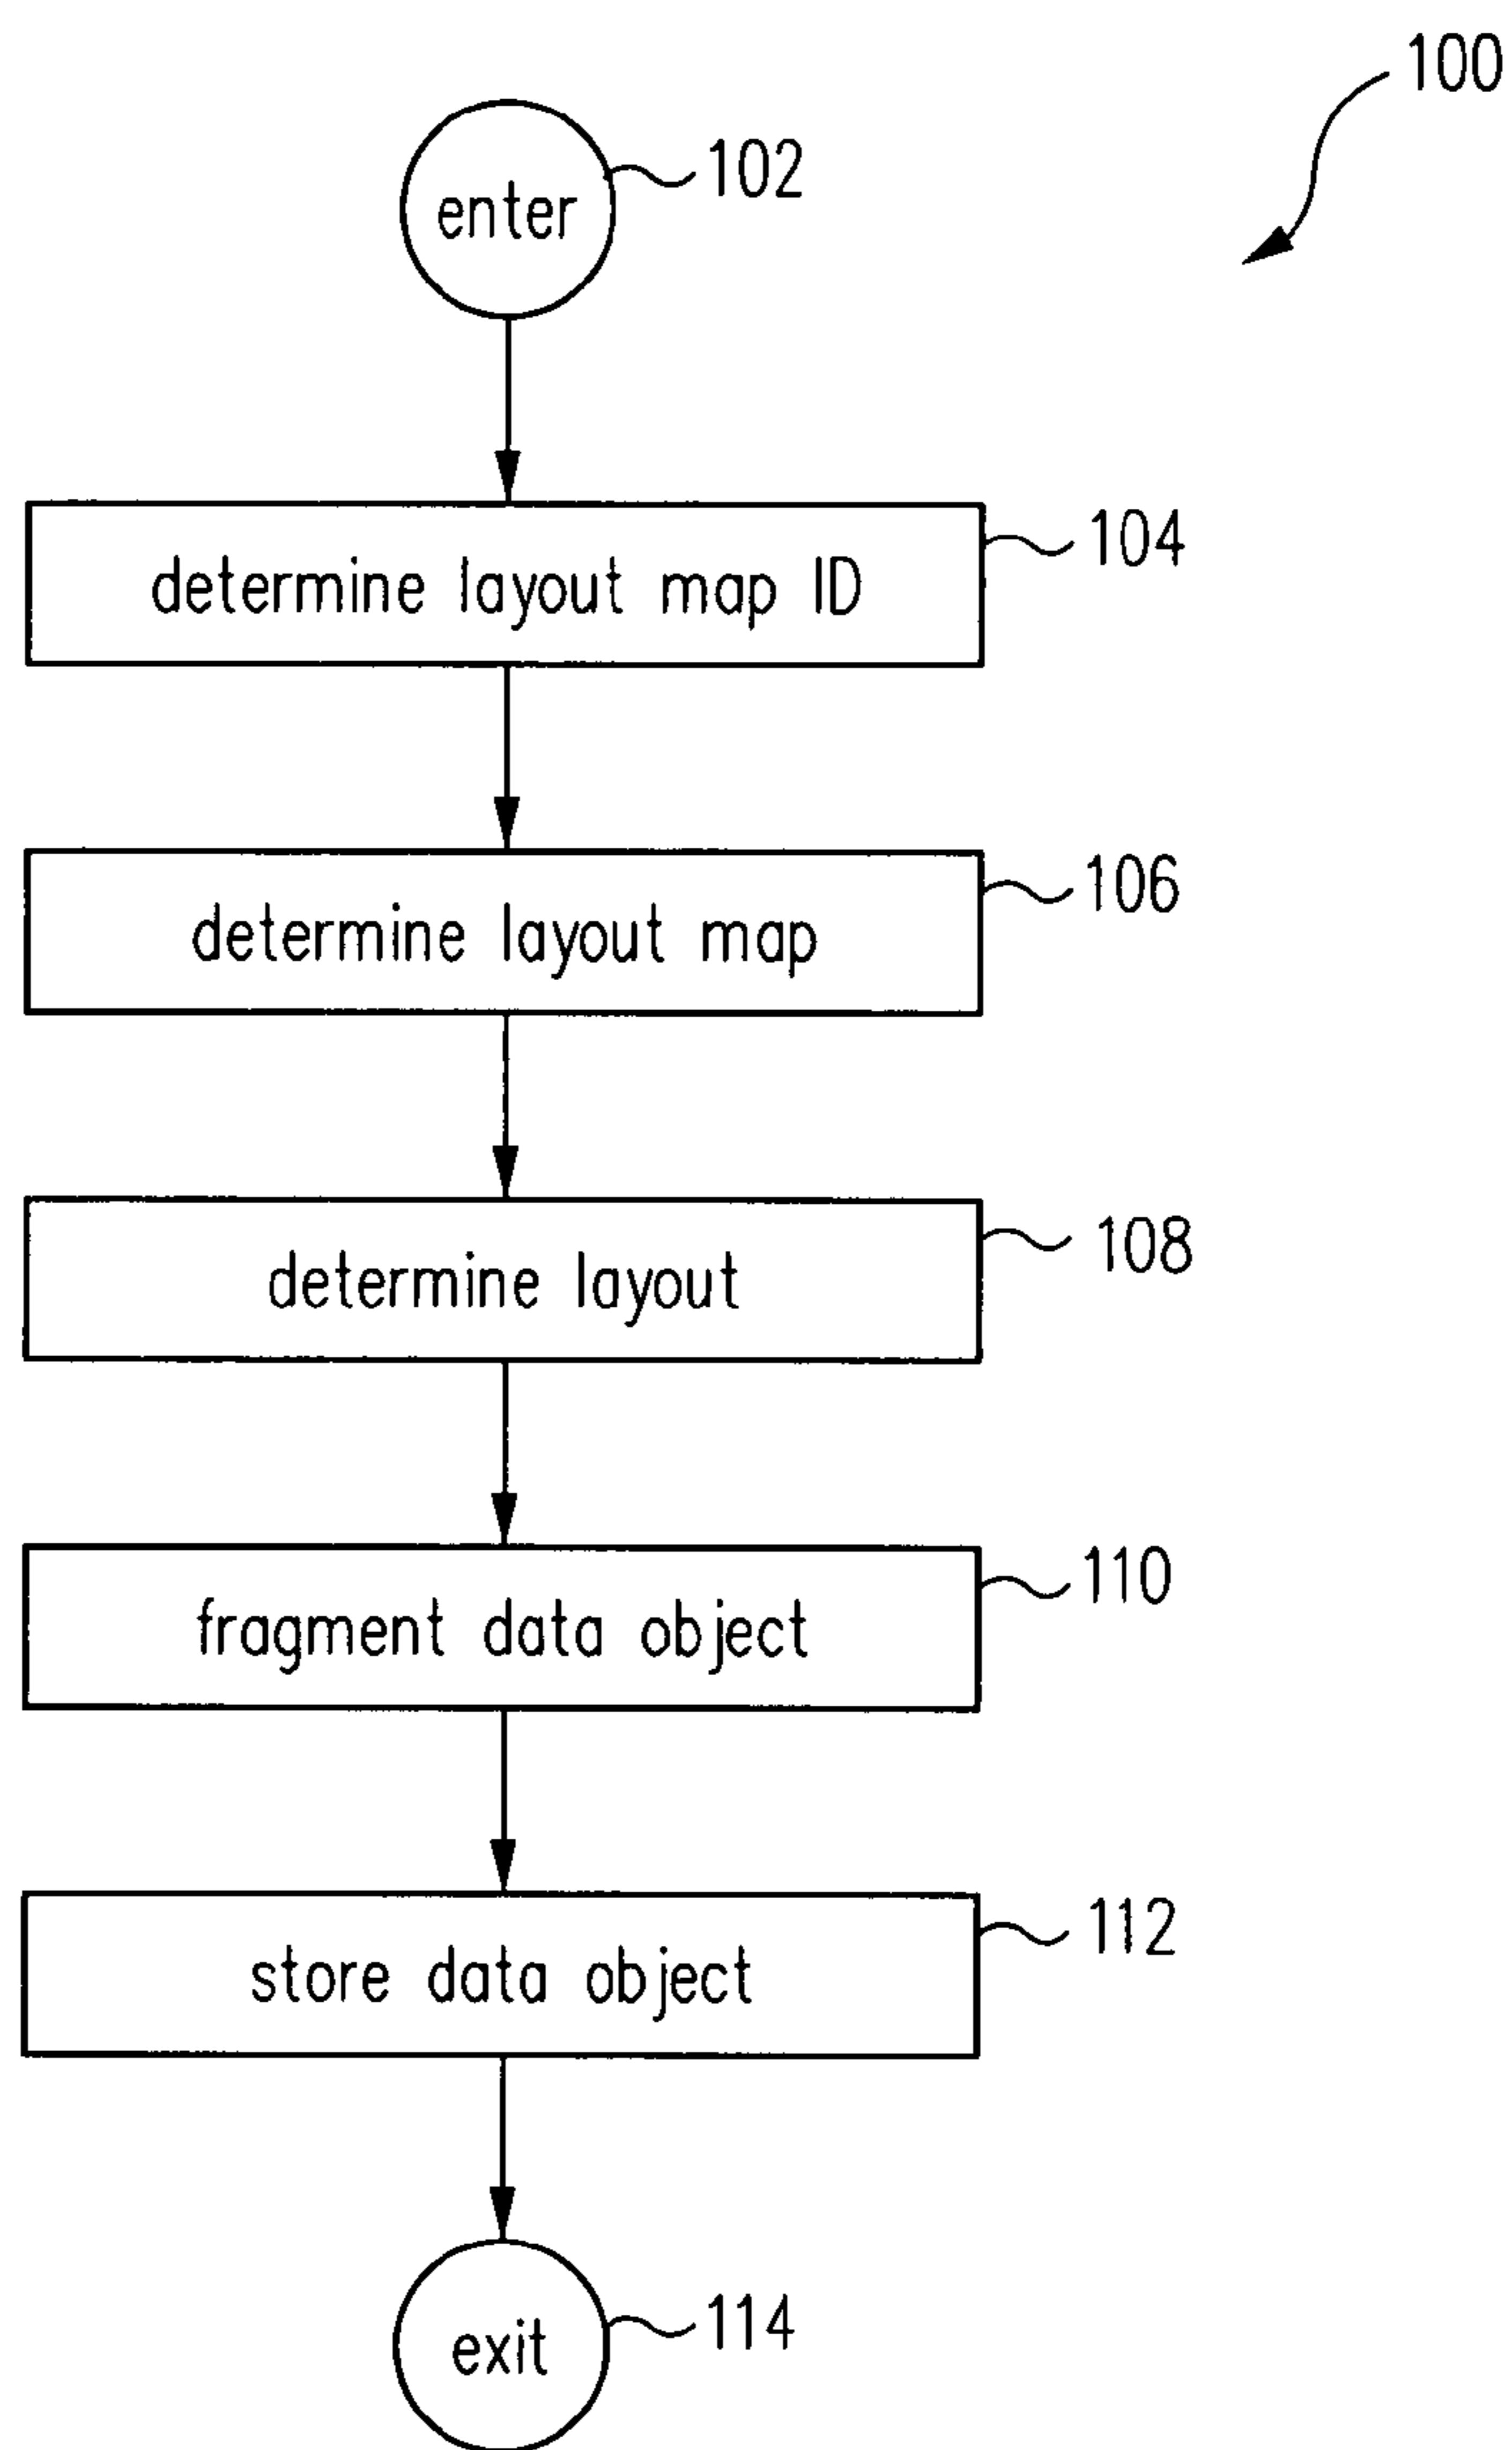 100
enter
102
determine layout map ID
104
determine layout map
106
determine layout
108
fragment data object
110
store data object
112
exit
114